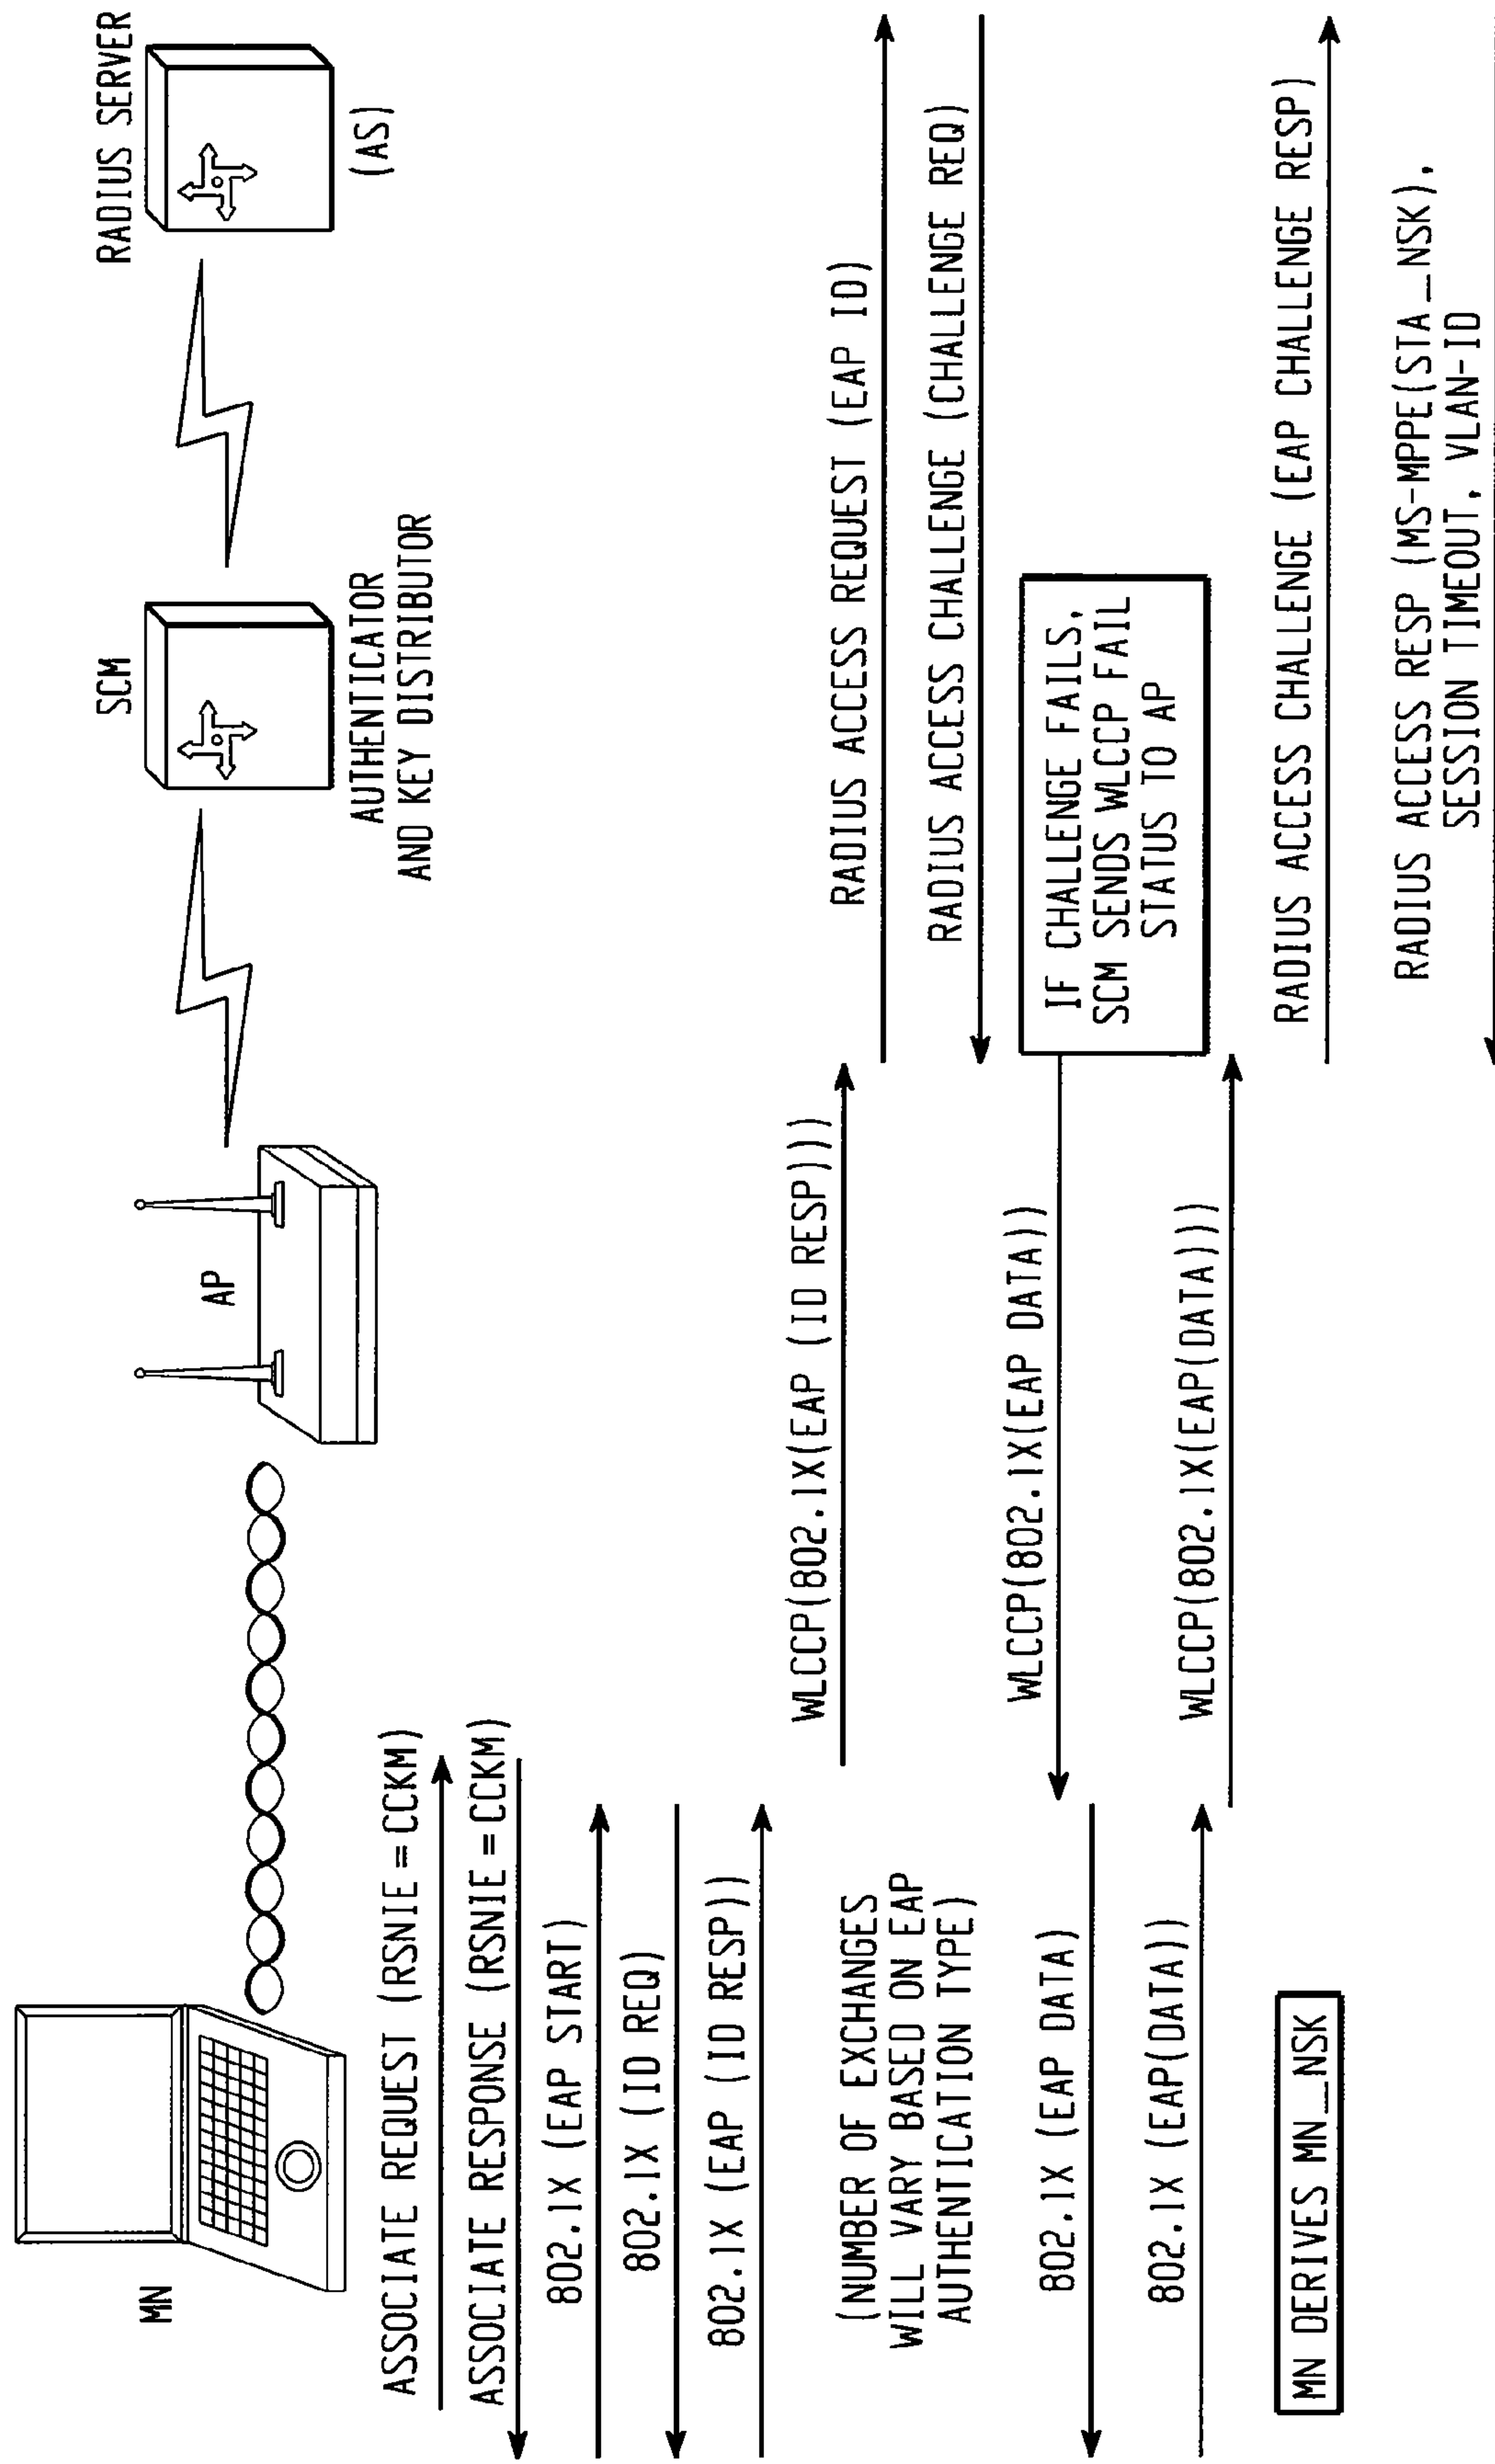 MN
AP
SCM
RADIUS SERVER
AUTHENTICATOR
AND KEY DISTRIBUTOR
(AS)
ASSOCIATE REQUEST (RSNIE=CCKM)
ASSOCIATE RESPONSE (RSNIE=CCKM)
802.1X (EAP START)
802.1X (ID REQ)
802.1X (EAP (ID RESP))
WLCCP(802.1X(EAP (ID RESP)))
RADIUS ACCESS REQUEST (EAP ID)
(NUMBER OF EXCHANGES
WILL VARY BASED ON EAP
AUTHENTICATION TYPE)
RADIUS ACCESS CHALLENGE (CHALLENGE REQ)
IF CHALLENGE FAILS,
SCM SENDS WLCCP FAIL
STATUS TO AP
WLCCP(802.1X(EAP DATA))
802.1X (EAP DATA)
802.1X (EAP(DATA))
WLCCP(802.1X(EAP(DATA)))
RADIUS ACCESS CHALLENGE (EAP CHALLENGE RESP)
MN DERIVES MN_NSK
RADIUS ACCESS RESP (MS-MPPE(STA_NSK),
SESSION TIMEOUT, VLAN-ID